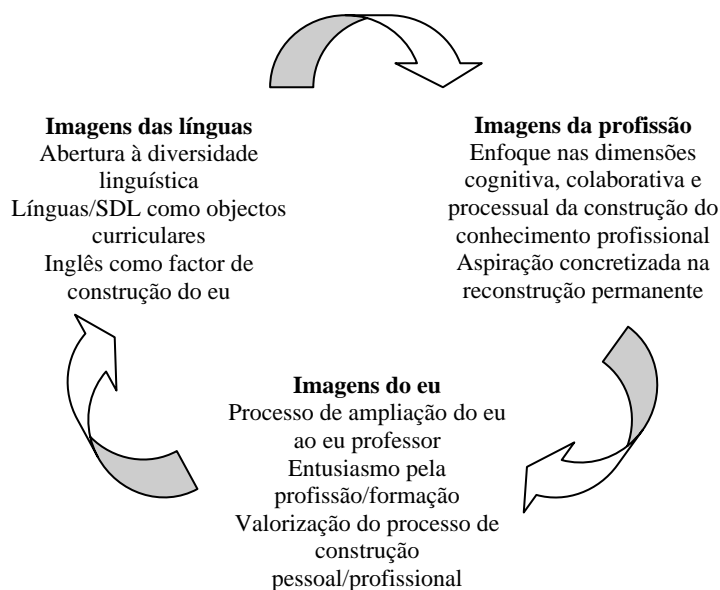 Imagens das línguas
Abertura à diversidade
linguística
Línguas/SDL como objectos
curriculares
Inglês como factor de
construção do eu
Imagens da profissão
Enfoque nas dimensões
cognitiva, colaborativa e
processual da construção do
conhecimento profissional
Aspiração concretizada na
reconstrução permanente
Imagens do eu
Processo de ampliação do eu
ao eu professor
Entusiasmo pela
profissão/formação
Valorização do processo de
construção
pessoal/profissional